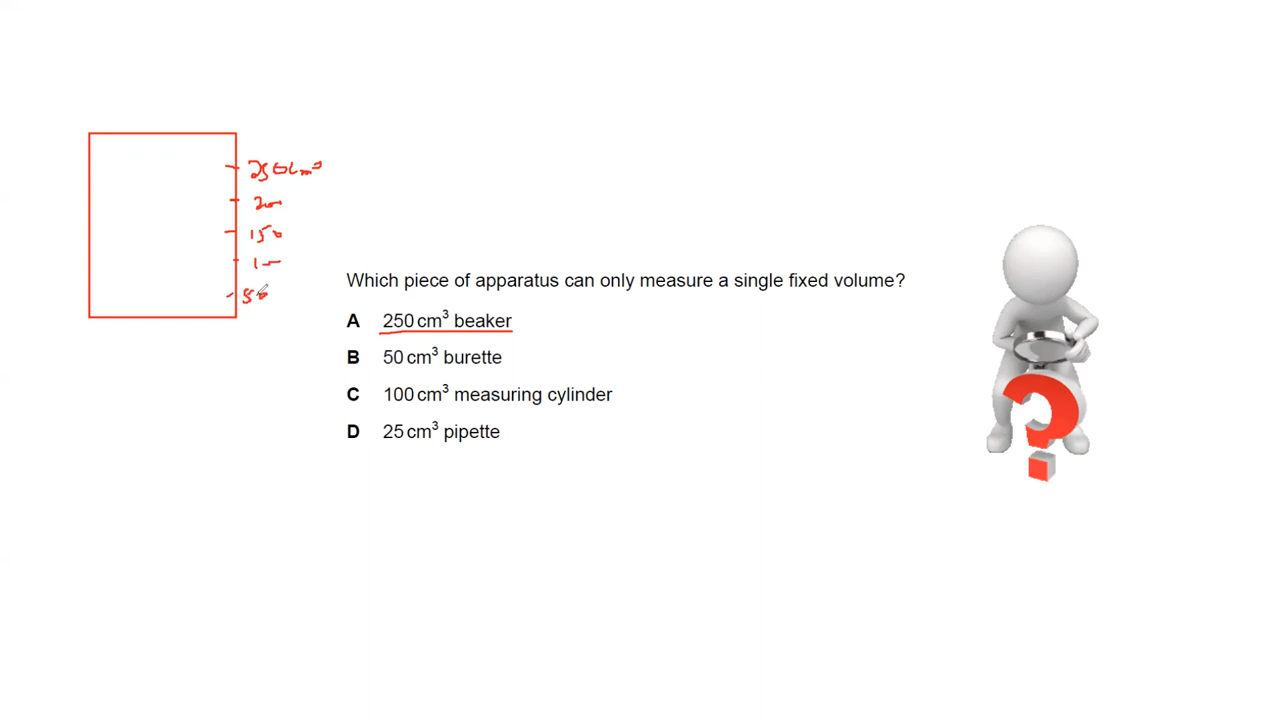 250cm³
200
150
100
50
Which piece of apparatus can only measure a single fixed volume?
A 250 cm³ beaker
B 50 cm³ burette
C 100 cm³ measuring cylinder
D 25 cm³ pipette
?